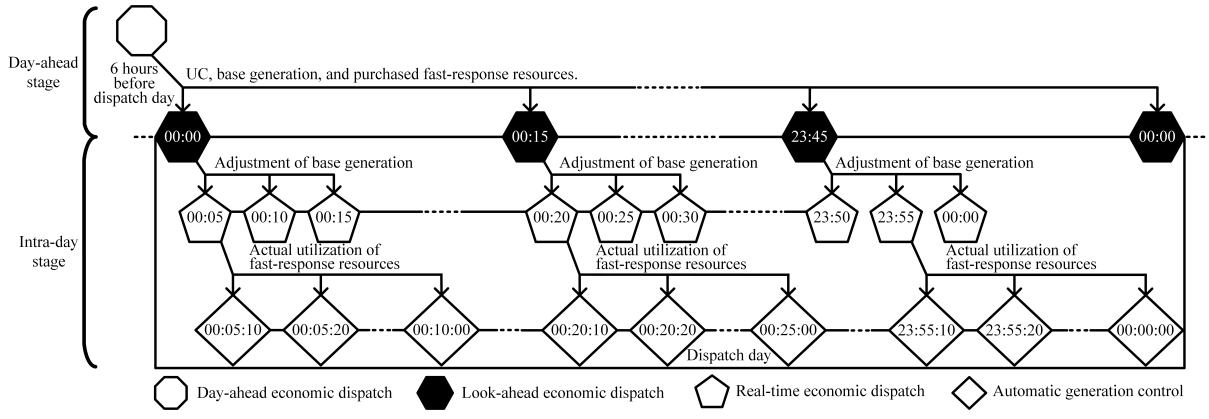 Day-ahead
stage
6 hours
before
dispatch day
UC, base generation, and purchased fast-response resources.
00:00 00:15 23:45 00:00
Adjustment of base generation Adjustment of base generation Adjustment of base generation
00:05 00:10 00:15 00:20 00:25 00:30 23:50 23:55 00:00
Intra-day
stage
Actual utilization of
fast-response resources
Actual utilization of
fast-response resources
Actual utilization of
fast-response resources
00:05:10 00:05:20 00:10:00 00:20:10 00:20:20 00:25:00 23:55:10 23:55:20 00:00:00
Dispatch day
Day-ahead economic dispatch Look-ahead economic dispatch Real-time economic dispatch Automatic generation control